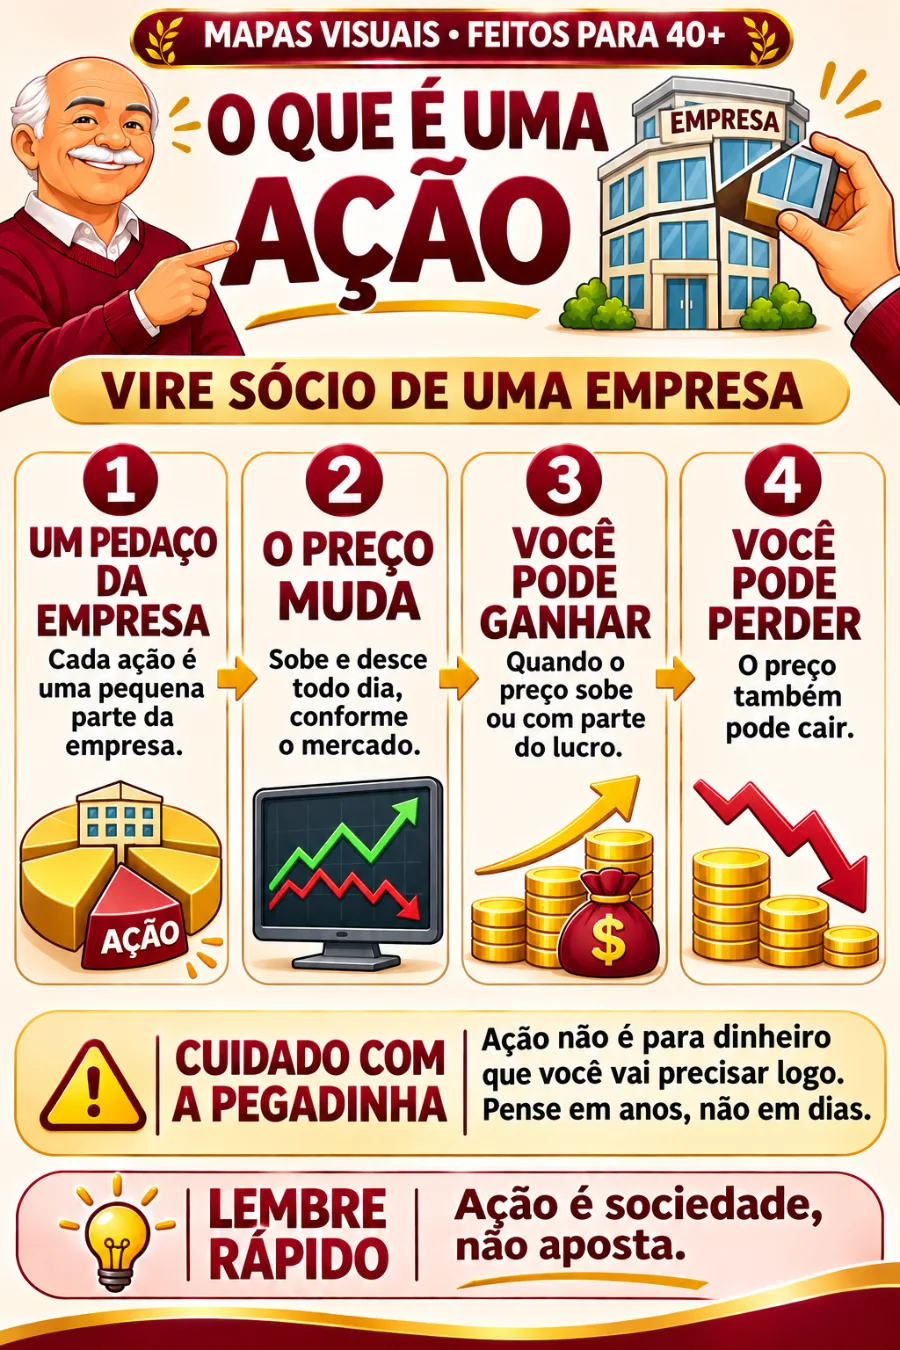 MAPAS VISUAIS • FEITOS PARA 40+
O QUE É UMA
AÇÃO
EMPRESA
VIRE SÓCIO DE UMA EMPRESA
1
UM PEDAÇO
DA
EMPRESA
Cada ação é
uma pequena
parte da
empresa.
AÇÃO
2
O PREÇO
MUDA
Sobe e desce
todo dia,
conforme
o mercado.
3
VOCÊ
PODE
GANHAR
Quando o
preço sobe
ou com parte
do lucro.
$
4
VOCÊ
PODE
PERDER
O preço
também
pode cair.
!
CUIDADO COM
A PEGADINHA
Ação não é para dinheiro
que você vai precisar logo.
Pense em anos, não em dias.
LEMBRE
RÁPIDO
Ação é sociedade,
não aposta.